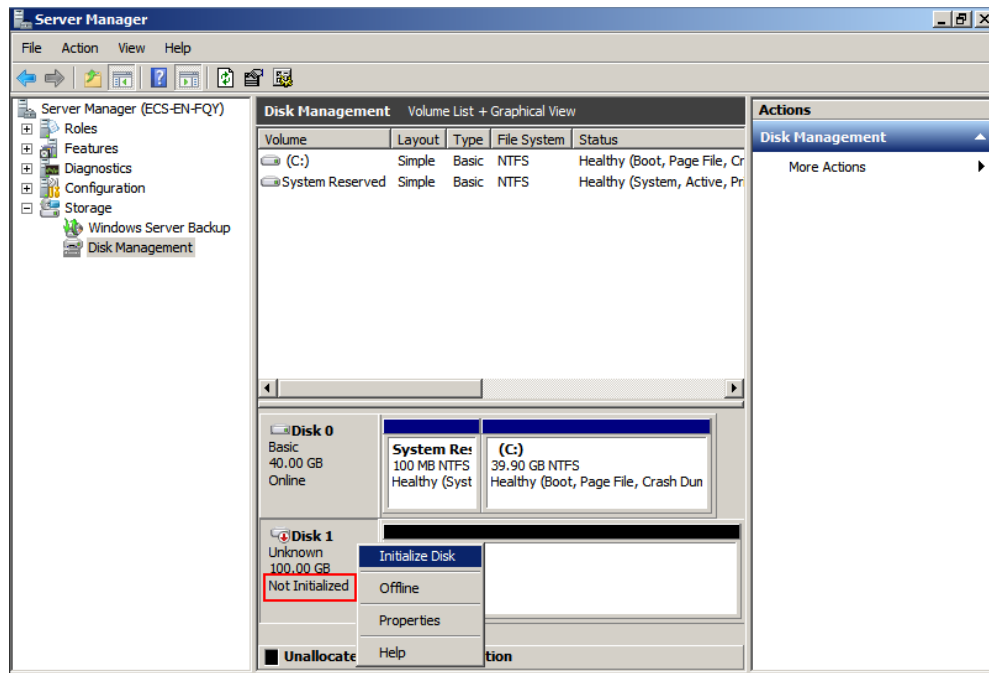 Server Manager
File Action View Help
Server Manager (ECS-EN-FQY)
Roles
Features
Diagnostics
Configuration
Storage
Windows Server Backup
Disk Management
Disk Management Volume List + Graphical View
Volume Layout Type File System Status
(C:) Simple Basic NTFS Healthy (Boot, Page File, Cr
System Reserved Simple Basic NTFS Healthy (System, Active, Pr
Disk 0
Basic
40.00 GB
Online
System Res
100 MB NTFS
Healthy (Syst
(C:)
39.90 GB NTFS
Healthy (Boot, Page File, Crash Dun
Disk 1
Unknown
100.00 GB
Not Initialized
Initialize Disk
Offline
Properties
Help
Unallocate tion
Actions
Disk Management
More Actions